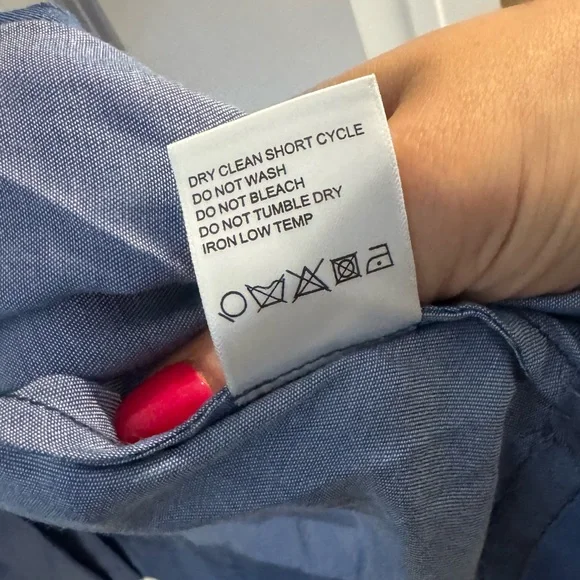 DRY CLEAN SHORT CYCLE
DO NOT WASH
DO NOT BLEACH
DO NOT TUMBLE DRY
IRON LOW TEMP